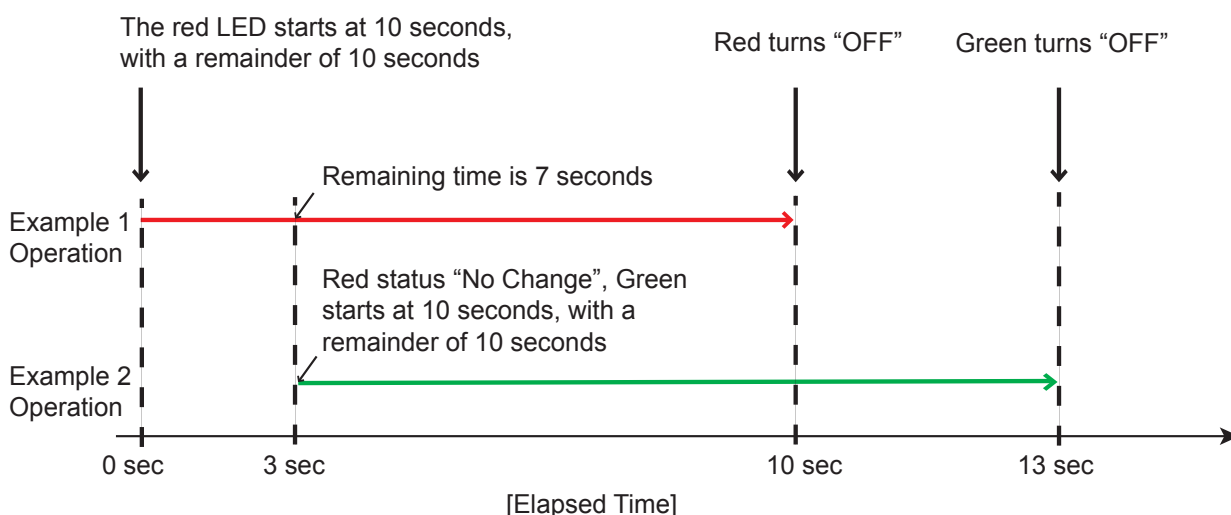 The red LED starts at 10 seconds,
with a remainder of 10 seconds
Red turns “OFF”
Green turns “OFF”
Remaining time is 7 seconds
Example 1
Operation
Red status “No Change”, Green
starts at 10 seconds, with a
remainder of 10 seconds
Example 2
Operation
0 sec
3 sec
10 sec
13 sec
[Elapsed Time]